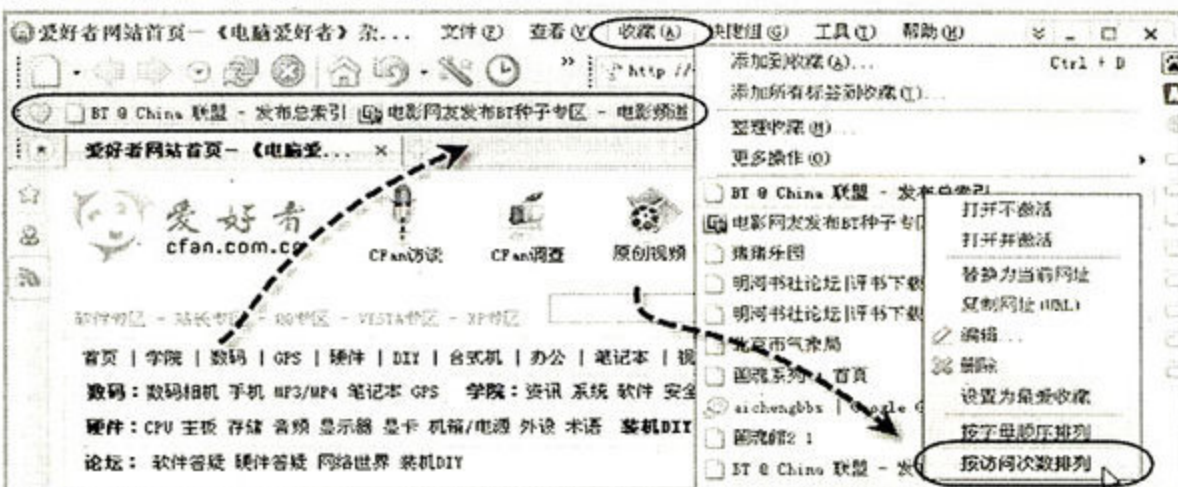 爱好者网站首页-《电脑爱好者》杂... 文件(F) 查看(V) 收藏(A) 快捷组(G) 工具(T) 帮助(H)
» http://
BT @ China 联盟 - 发布总索引 电影网友发布BT种子专区 - 电影频道
爱好者网站首页-《电脑爱... ×
爱好者
cfan.com.cn
CFan访谈 CFan调查 原创视频
软件专区 - 站长专区 - QQ专区 - VISTA专区 - XP专区
首页 | 学院 | 数码 | GPS | 硬件 | DIY | 台式机 | 办公 | 笔记本 | 视
数码:数码相机 手机 MP3/MP4 笔记本 GPS 学院:资讯 系统 软件 安全
硬件:CPU 主板 存储 音频 显示器 显卡 机箱/电源 外设 术语 装机DIY
论坛: 软件答疑 硬件答疑 网络世界 装机DIY
添加到收藏(A)... Ctrl + D
添加所有标签到收藏(T)...
整理收藏(M)...
更多操作(O)
BT @ China 联盟 - 发布总索引
电影网友发布BT种子专区
猪猪乐园
明河书社论坛|评书下载
明河书社论坛|评书下载
北京市气象局
首页
aichengbbs | Google G
2 1
BT @ China 联盟 - 发
打开不激活
打开并激活
替换为当前网址
复制网址(URL)
编辑...
删除
设置为最爱收藏
按字母顺序排列
按访问次数排列